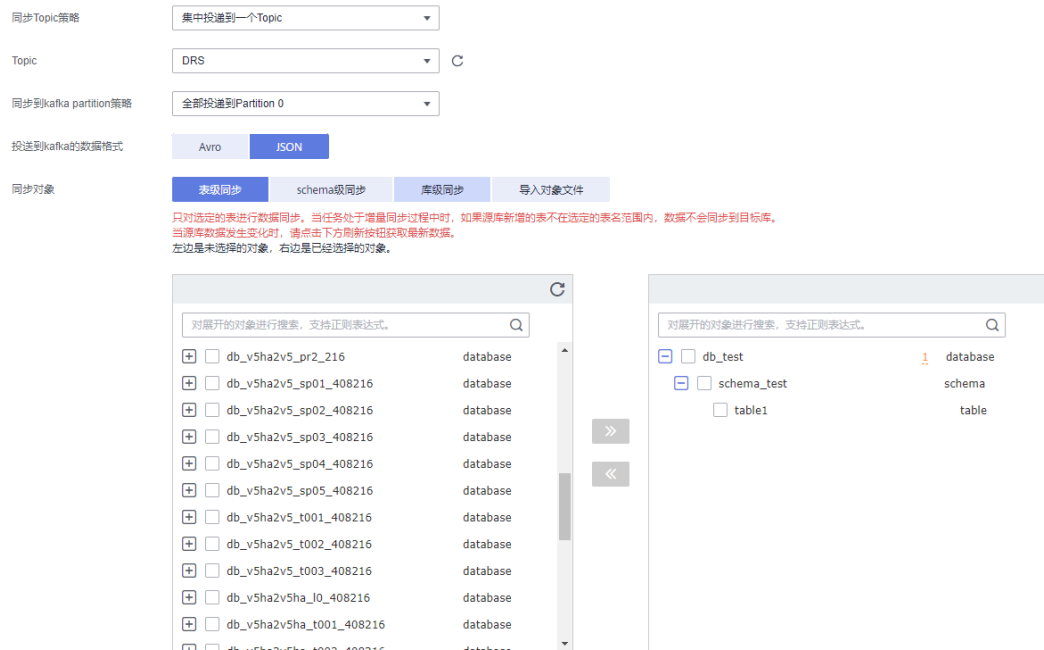 同步Topic策略 集中投递到一个Topic
Topic DRS
同步到kafka partition策略 全部投递到Partition 0
投送到kafka的数据格式 Avro JSON
同步对象 表级同步 schema级同步 库级同步 导入对象文件
只对选定的表进行数据同步。当任务处于增量同步过程中时，如果源库新增的表不在选定的表名范围内，数据不会同步到目标库。
当源库数据发生变化时，请点击下方刷新按钮获取最新数据。
左边是未选择的对象，右边是已经选择的对象。
对展开的对象进行搜索，支持正则表达式。
db_v5ha2v5_pr2_216 database
db_v5ha2v5_sp01_408216 database
db_v5ha2v5_sp02_408216 database
db_v5ha2v5_sp03_408216 database
db_v5ha2v5_sp04_408216 database
db_v5ha2v5_sp05_408216 database
db_v5ha2v5_t001_408216 database
db_v5ha2v5_t002_408216 database
db_v5ha2v5_t003_408216 database
db_v5ha2v5ha_l0_408216 database
db_v5ha2v5ha_t001_408216 database
对展开的对象进行搜索，支持正则表达式。
db_test 1 database
schema_test schema
table1 table